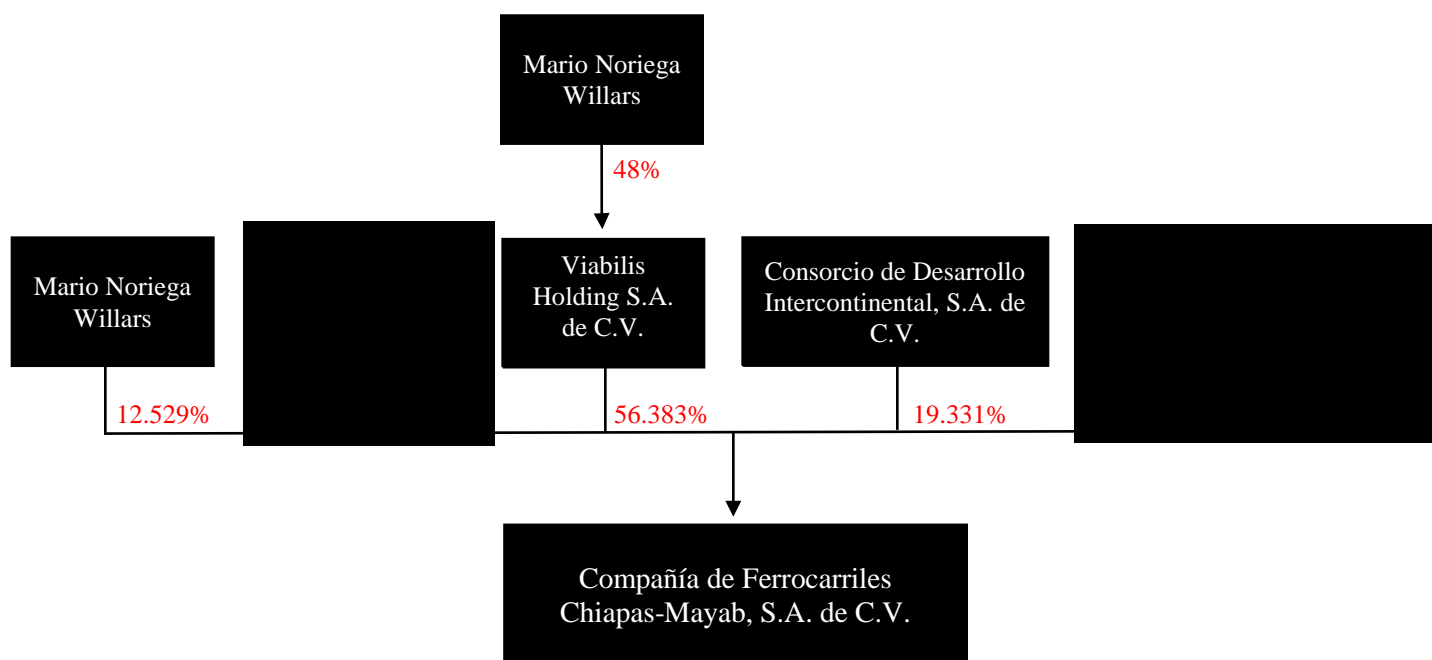 Mario Noriega
Willars
48%
Mario Noriega
Willars
Viabilis
Holding S.A.
de C.V.
Consorcio de Desarrollo
Intercontinental, S.A. de
C.V.
12.529%
56.383%
19.331%
Compañía de Ferrocarriles
Chiapas-Mayab, S.A. de C.V.